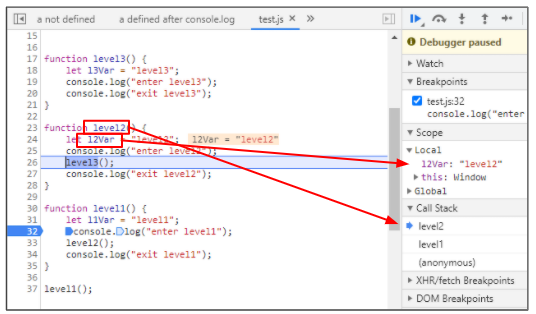 a not defined
a defined after console.log
test.js ×
»
15
16
17 function level3() {
18 let l3Var = "level3";
19 console.log("enter level3");
20 console.log("exit level3");
21 }
22
23 function level2() {
24 let l2Var = "level2"; l2Var = "level2"
25 console.log("enter level2");
26 level3();
27 console.log("exit level2");
28 }
29
30 function level1() {
31 let l1Var = "level1";
32 console.log("enter level1");
33 level2();
34 console.log("exit level1");
35 }
36
37 level1();
Debugger paused
Watch
Breakpoints
test.js:32
console.log("enter
Scope
Local
l2Var: "level2"
this: Window
Global
Call Stack
level2
level1
(anonymous)
XHR/fetch Breakpoints
DOM Breakpoints